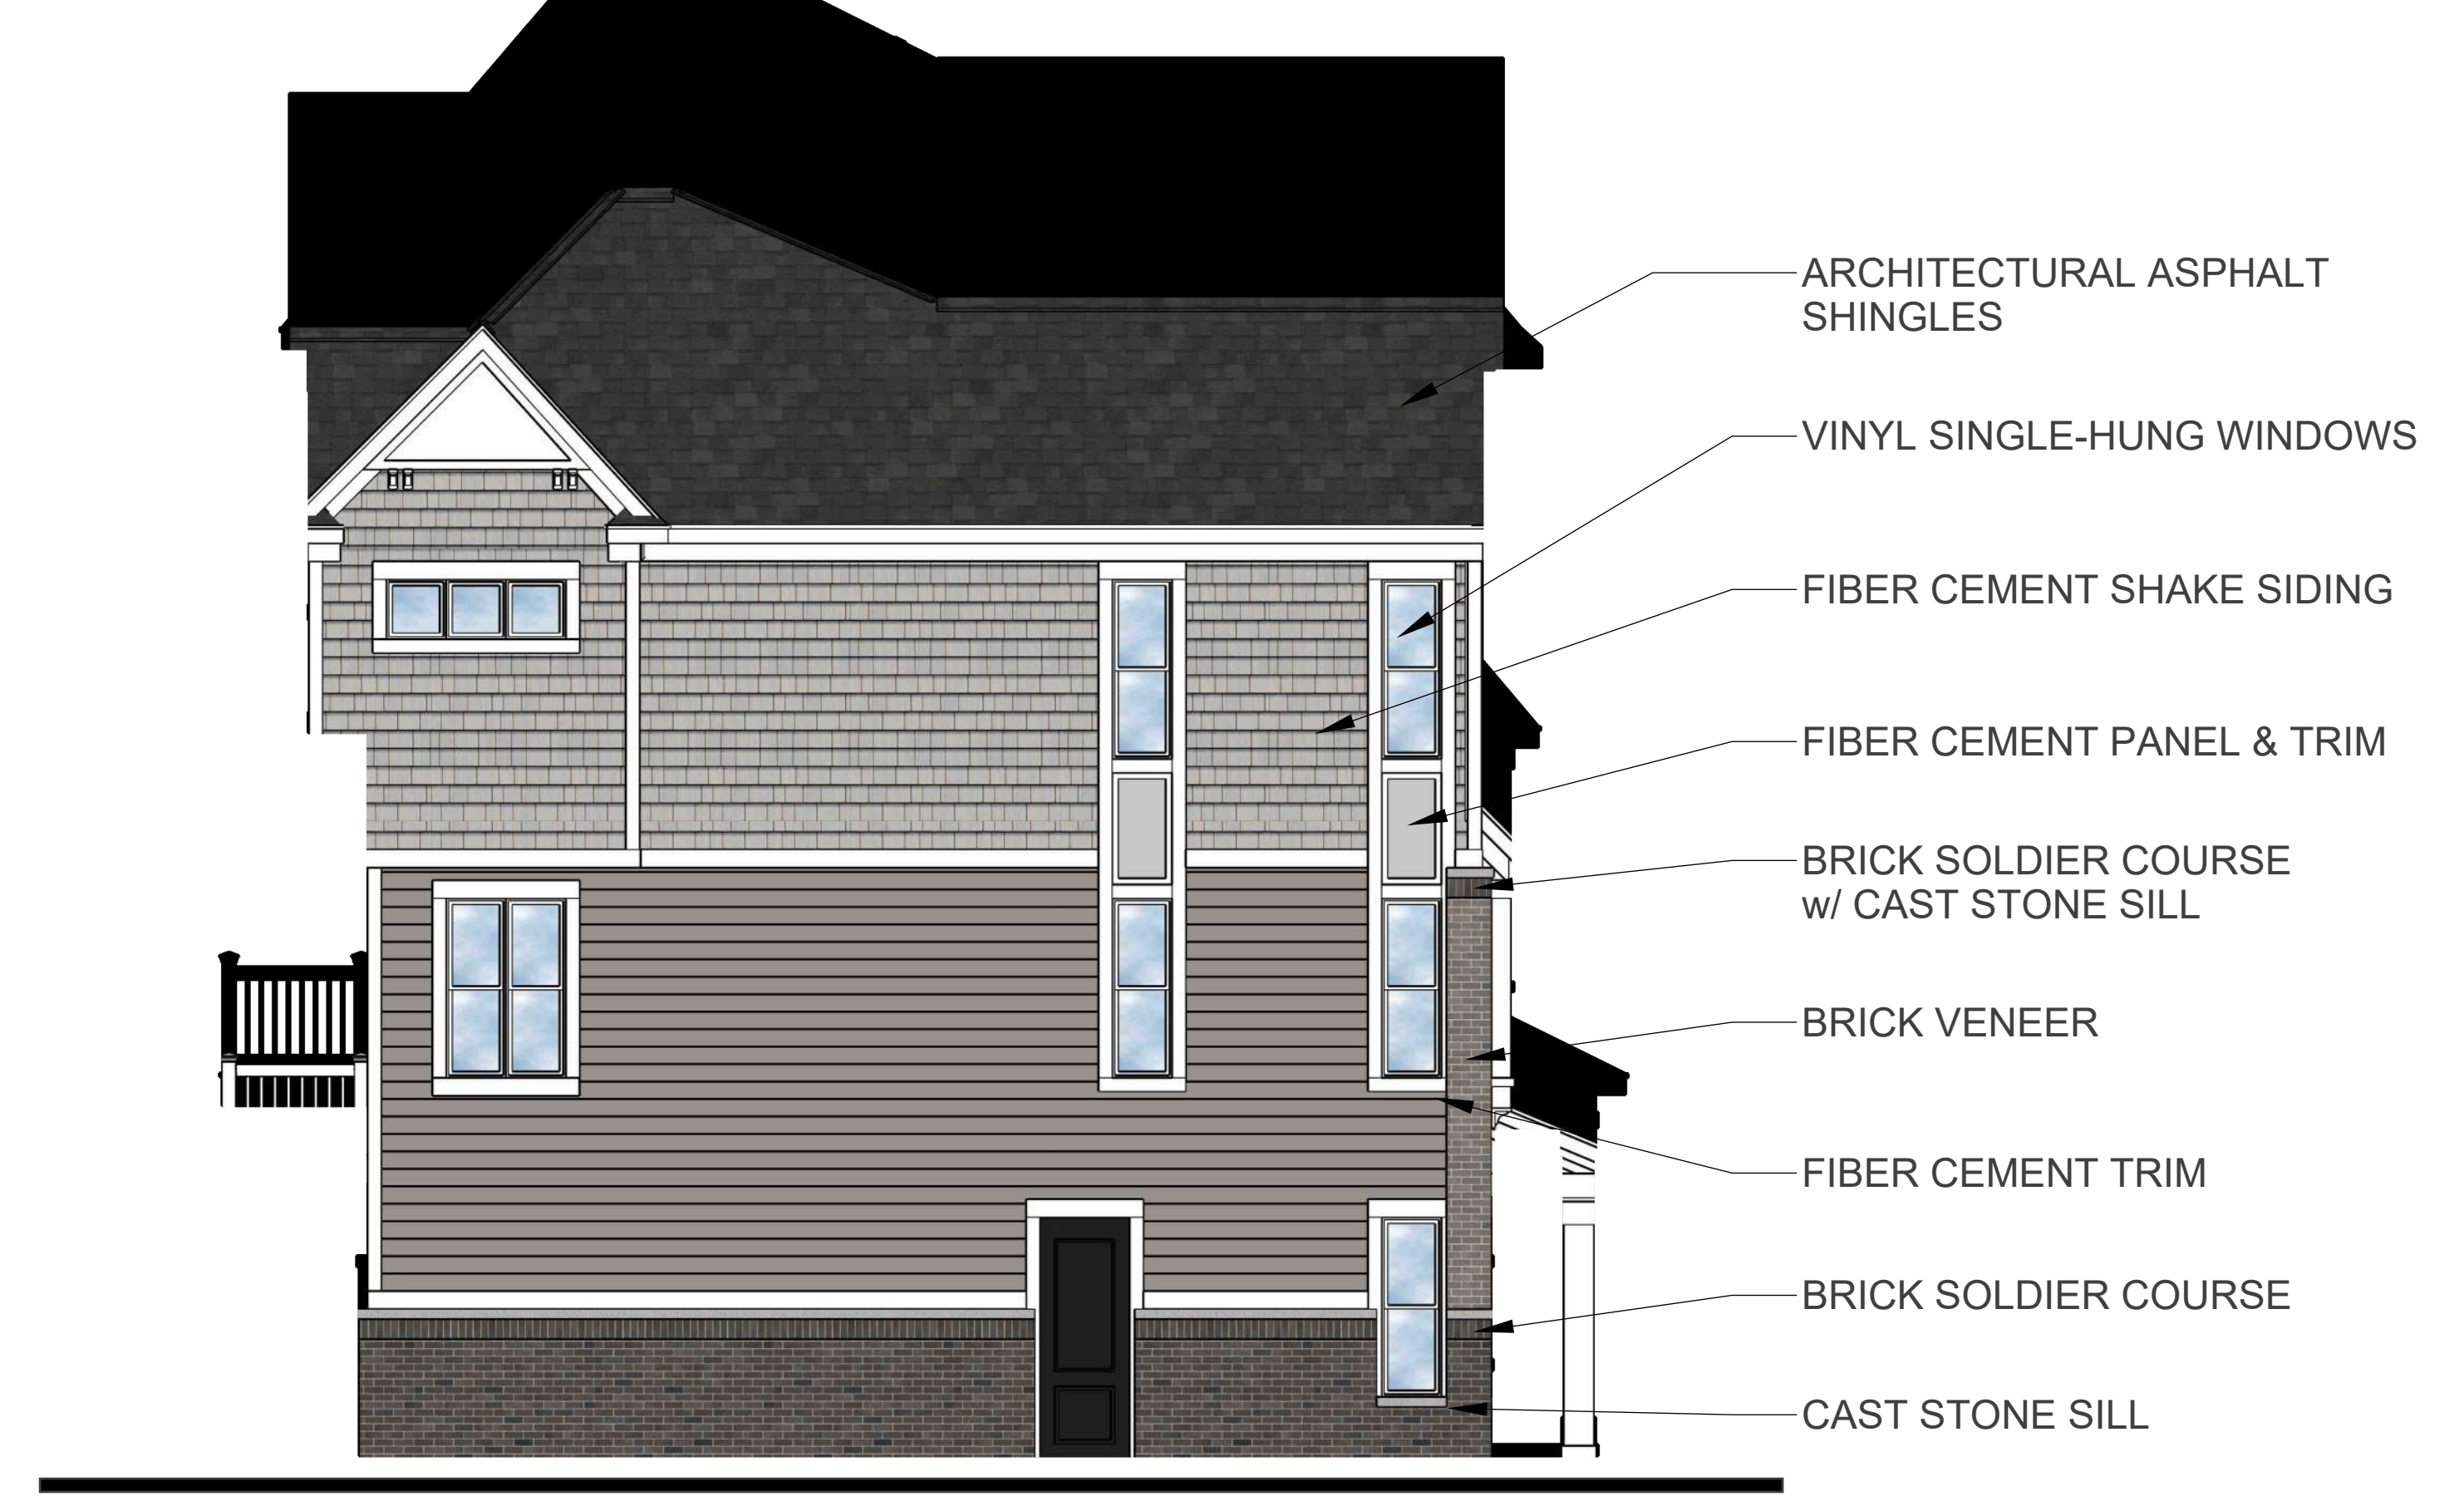 ARCHITECTURAL ASPHALT
SHINGLES
VINYL SINGLE-HUNG WINDOWS
FIBER CEMENT SHAKE SIDING
FIBER CEMENT PANEL & TRIM
BRICK SOLDIER COURSE
w/ CAST STONE SILL
BRICK VENEER
FIBER CEMENT TRIM
BRICK SOLDIER COURSE
CAST STONE SILL